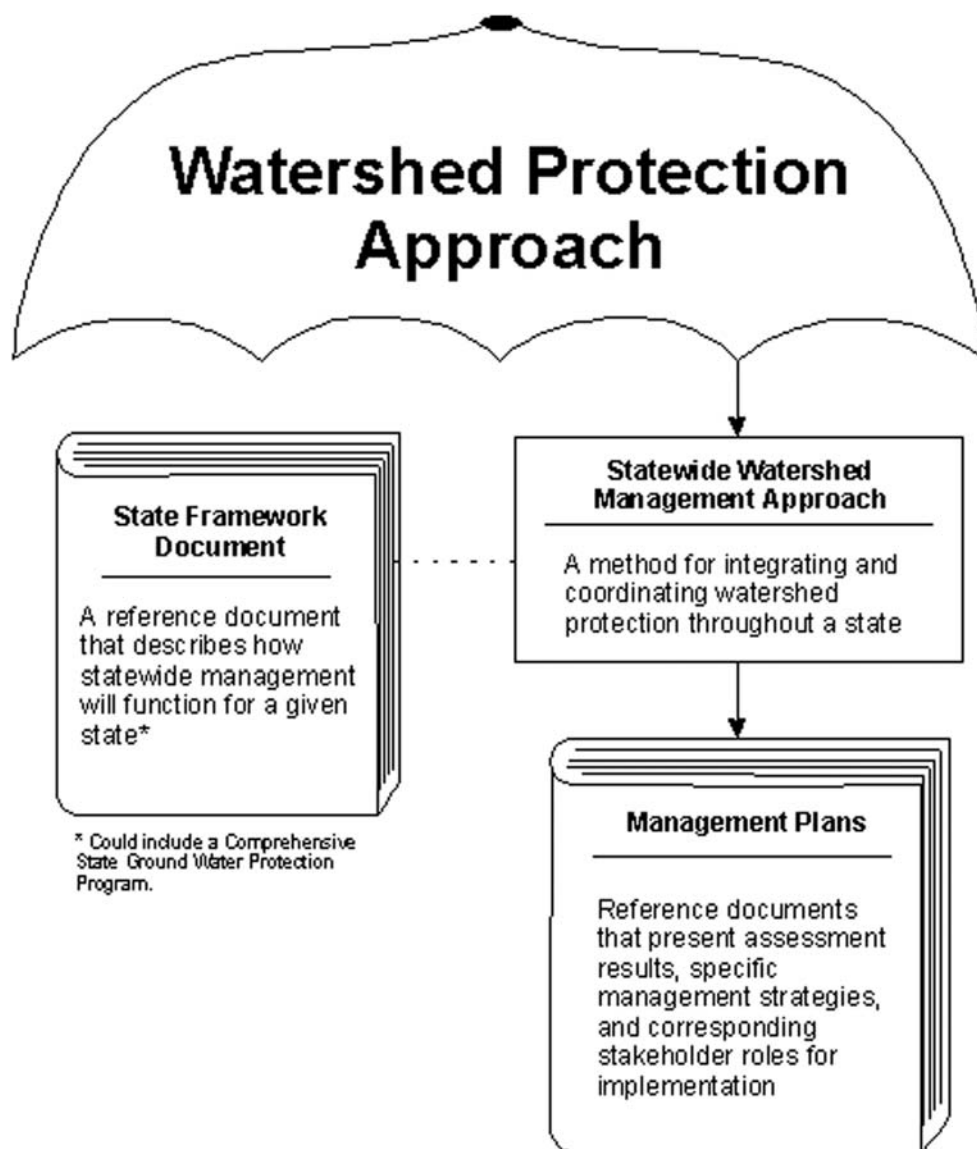 Watershed Protection
Approach
State Framework
Document
A reference document
that describes how
statewide management
will function for a given
state*
* Could include a Comprehensive
State Ground Water Protection
Program.
Statewide Watershed
Management Approach
A method for integrating and
coordinating watershed
protection throughout a state
Management Plans
Reference documents
that present assessment
results, specific
management strategies,
and corresponding
stakeholder roles for
implementation